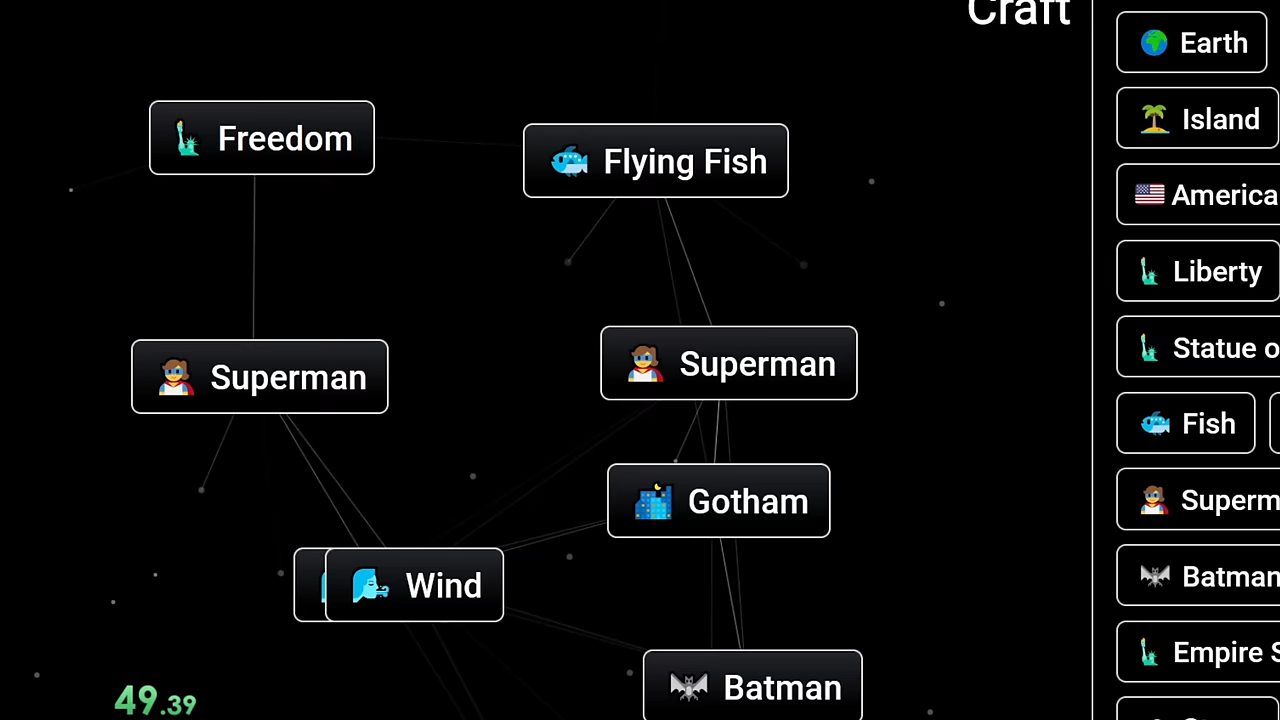 Craft
Freedom
Flying Fish
Superman
Superman
Gotham
Wind
Batman
49.39
Earth
Island
America
Liberty
Statue o
Fish
Superm
Batman
Empire S